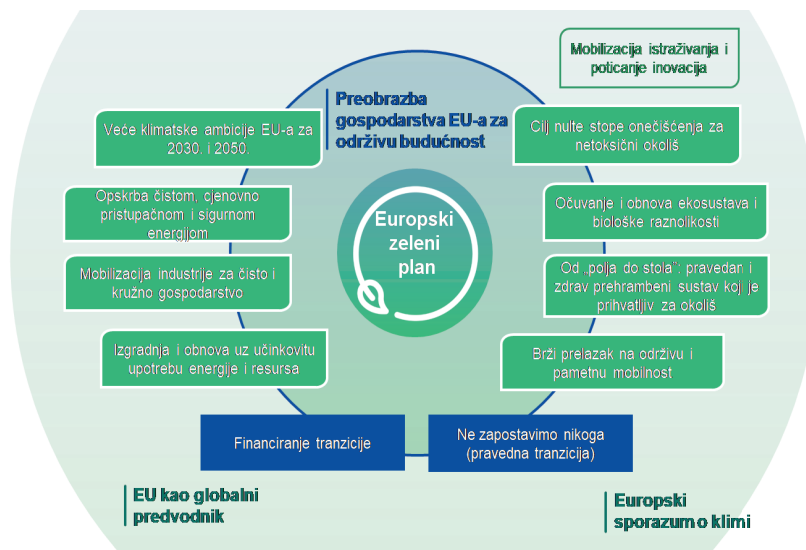 Mobilizacija istraživanja i
poticanje inovacija
Preobrazba
gospodarstva EU-a za
održivu budućnost
Veće klimatske ambicije EU-a za
2030. i 2050.
Cilj nulte stope onečišćenja za
netoksični okoliš
Opskrba čistom, cjenovno
pristupačnom i sigurnom
energijom
Europski
zeleni
plan
Očuvanje i obnova ekosustava i
biološke raznolikosti
Mobilizacija industrije za čisto i
kružno gospodarstvo
Od „polja do stola”: pravedan i
zdrav prehrambeni sustav koji je
prihvatljiv za okoliš
Izgradnja i obnova uz učinkovitu
upotrebu energije i resursa
Brži prelazak na održivu i
pametnu mobilnost
Financiranje tranzicije
Ne zapostavimo nikoga
(pravedna tranzicija)
EU kao globalni
predvodnik
Europski
sporazum o klimi